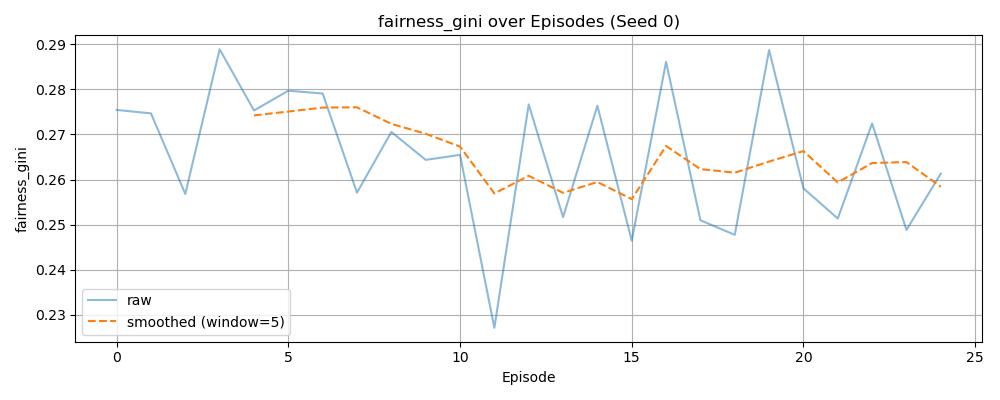 fairness_gini over Episodes (Seed 0)
0.29
0.28
0.27
0.26
0.25
0.24
0.23
fairness_gini
raw
smoothed (window=5)
0 5 10 15 20 25
Episode